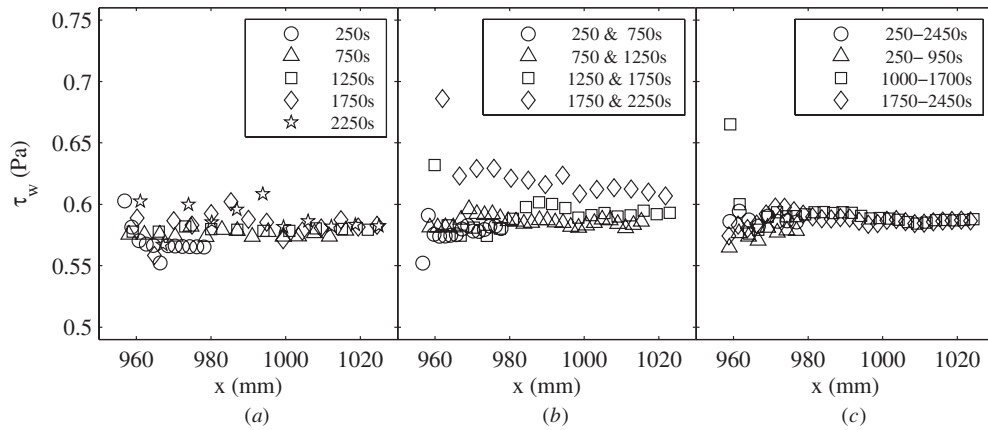 0.75
0.7
0.65
0.6
0.55
0.5
τ_w (Pa)
250s
750s
1250s
1750s
2250s
960 980 1000 1020
x (mm)
(a)
250 & 750s
750 & 1250s
1250 & 1750s
1750 & 2250s
960 980 1000 1020
x (mm)
(b)
250−2450s
250− 950s
1000−1700s
1750−2450s
960 980 1000 1020
x (mm)
(c)